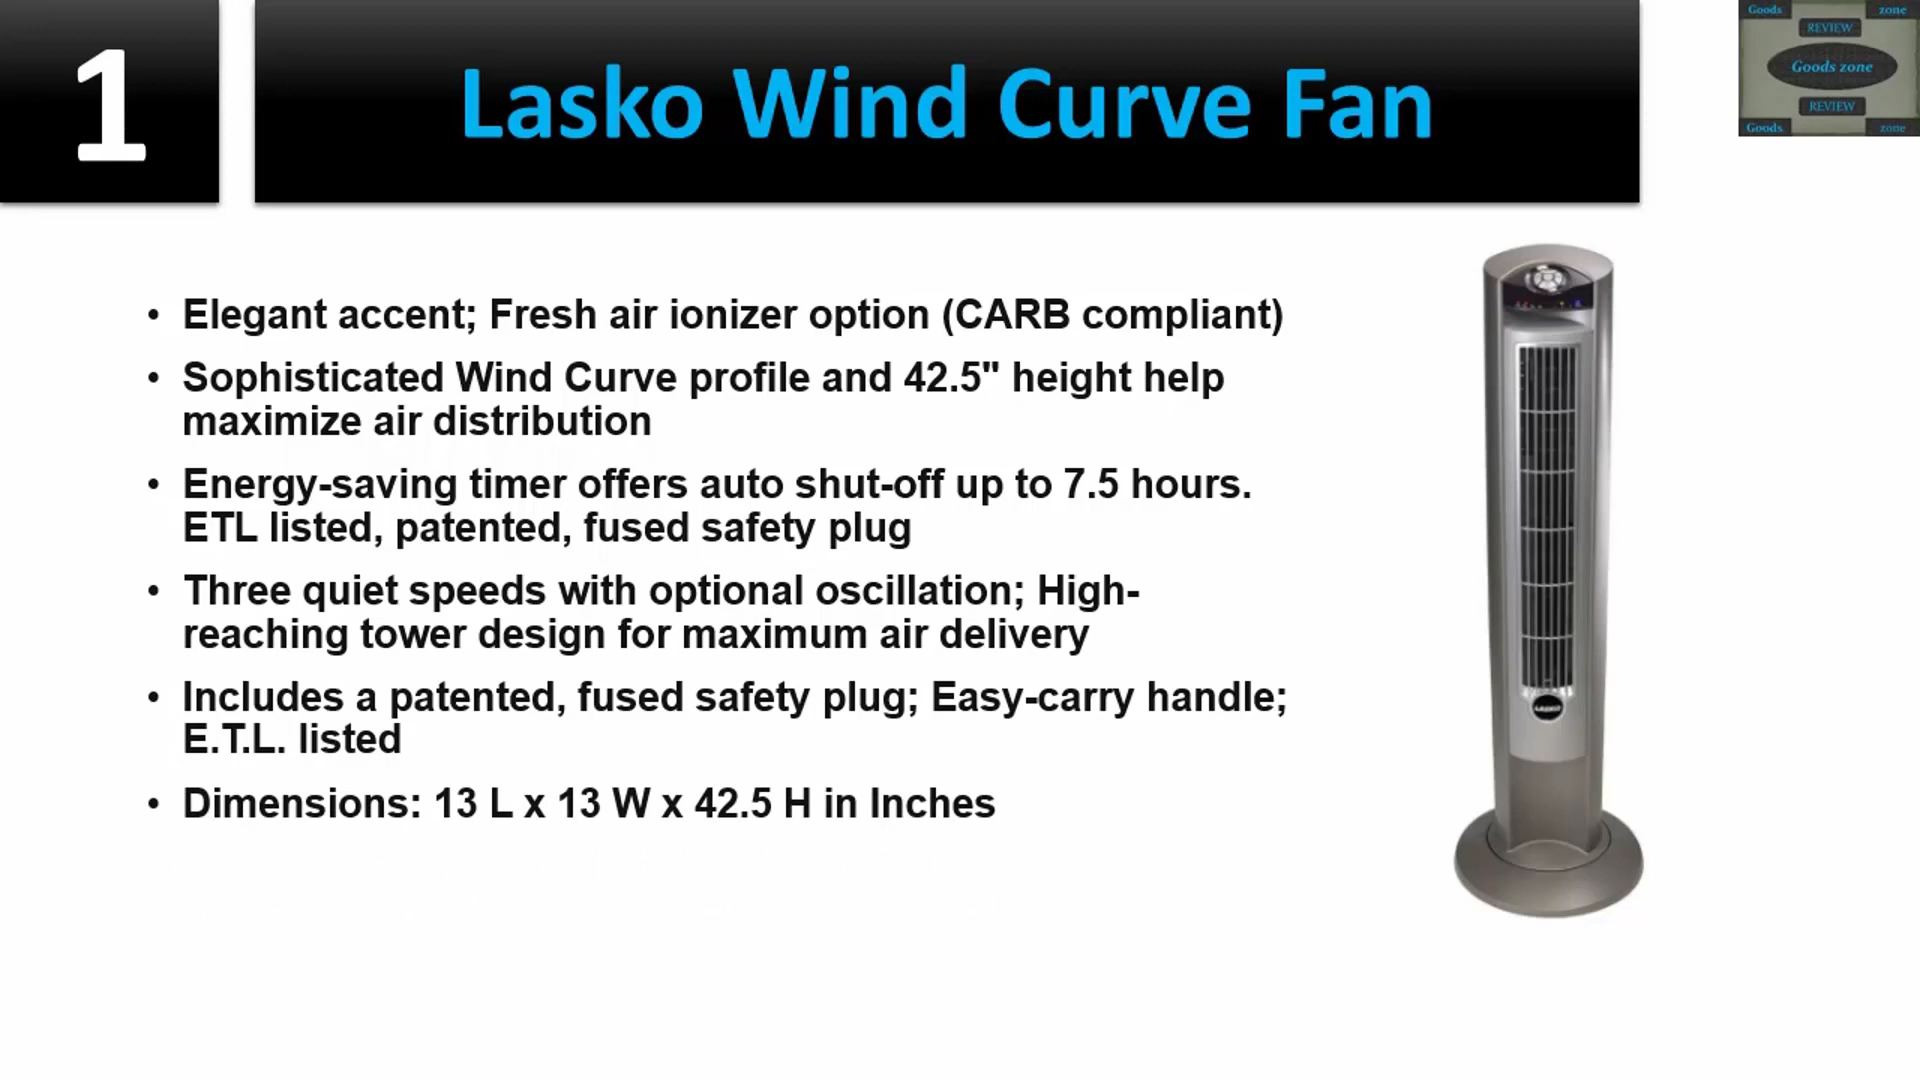 1
Lasko Wind Curve Fan
Goods zone
REVIEW
Goods zone
REVIEW
Goods zone
• Elegant accent; Fresh air ionizer option (CARB compliant)
• Sophisticated Wind Curve profile and 42.5" height help
maximize air distribution
• Energy-saving timer offers auto shut-off up to 7.5 hours.
ETL listed, patented, fused safety plug
• Three quiet speeds with optional oscillation; High-
reaching tower design for maximum air delivery
• Includes a patented, fused safety plug; Easy-carry handle;
E.T.L. listed
• Dimensions: 13 L x 13 W x 42.5 H in Inches
LASKO